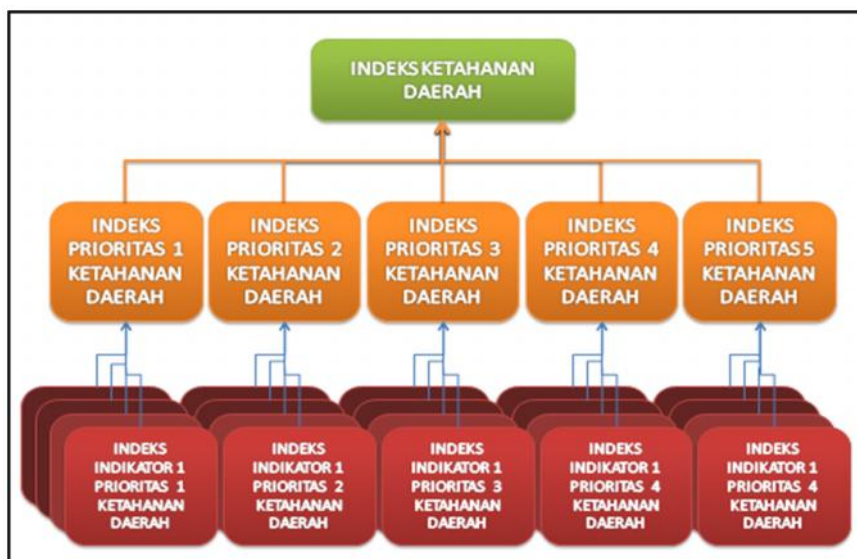 INDEKS KETAHANAN
DAERAH
INDEKS
PRIORITAS 1
KETAHANAN
DAERAH
INDEKS
PRIORITAS 2
KETAHANAN
DAERAH
INDEKS
PRIORITAS 3
KETAHANAN
DAERAH
INDEKS
PRIORITAS 4
KETAHANAN
DAERAH
INDEKS
PRIORITAS 5
KETAHANAN
DAERAH
INDEKS
INDIKATOR 1
PRIORITAS 1
KETAHANAN
DAERAH
INDEKS
INDIKATOR 1
PRIORITAS 2
KETAHANAN
DAERAH
INDEKS
INDIKATOR 1
PRIORITAS 3
KETAHANAN
DAERAH
INDEKS
INDIKATOR 1
PRIORITAS 4
KETAHANAN
DAERAH
INDEKS
INDIKATOR 1
PRIORITAS 4
KETAHANAN
DAERAH